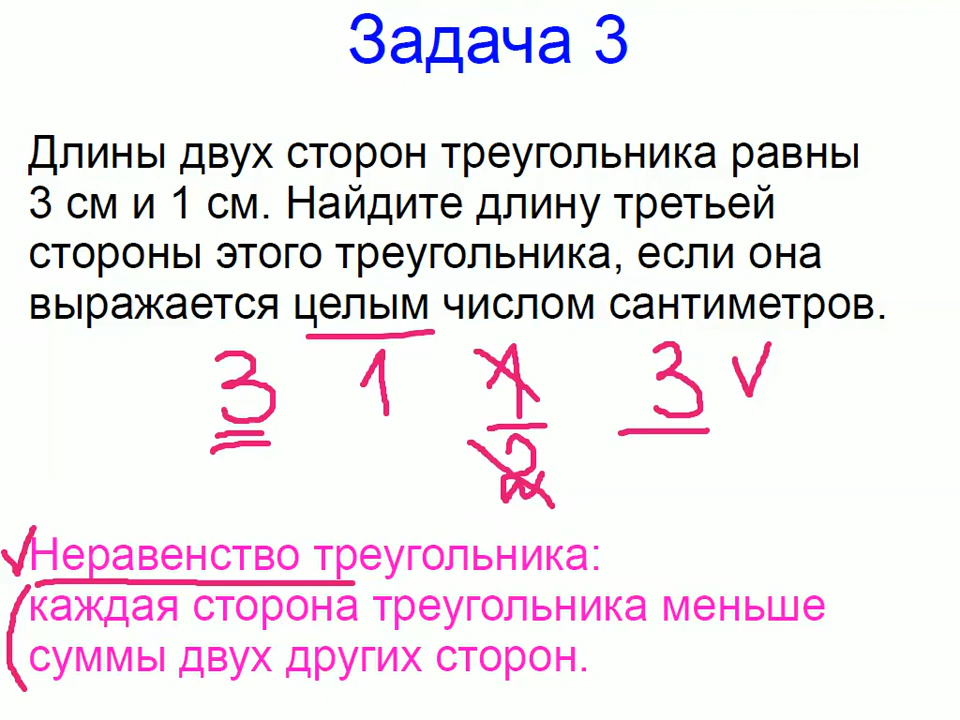 Задача 3
Длины двух сторон треугольника равны
3 см и 1 см. Найдите длину третьей
стороны этого треугольника, если она
выражается целым числом сантиметров.
3 1 1 3
2
Неравенство треугольника:
каждая сторона треугольника меньше
суммы двух других сторон.